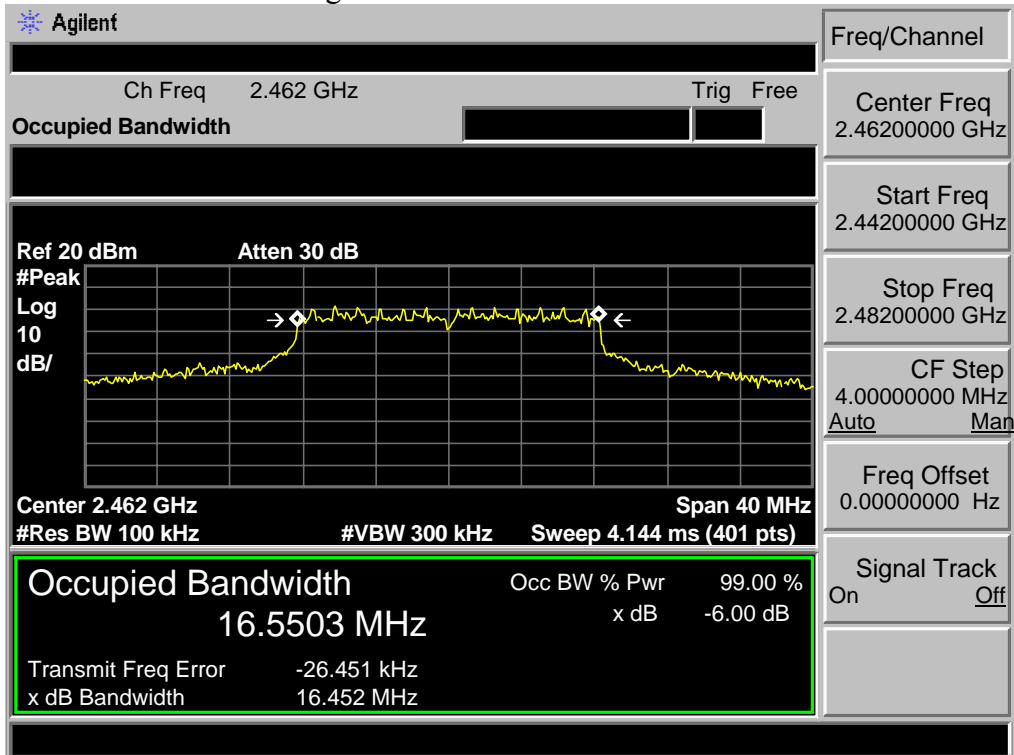 Agilent
Freq/Channel
Ch Freq 2.462 GHz Trig Free
Occupied Bandwidth
Center Freq
2.46200000 GHz
Start Freq
2.44200000 GHz
Ref 20 dBm Atten 30 dB
#Peak
Log
10
dB/
Stop Freq
2.48200000 GHz
CF Step
4.00000000 MHz
Auto Man
Freq Offset
0.00000000 Hz
Center 2.462 GHz Span 40 MHz
#Res BW 100 kHz #VBW 300 kHz Sweep 4.144 ms (401 pts)
Signal Track
On Off
Occupied Bandwidth Occ BW % Pwr 99.00 %
16.5503 MHz x dB -6.00 dB
Transmit Freq Error -26.451 kHz
x dB Bandwidth 16.452 MHz